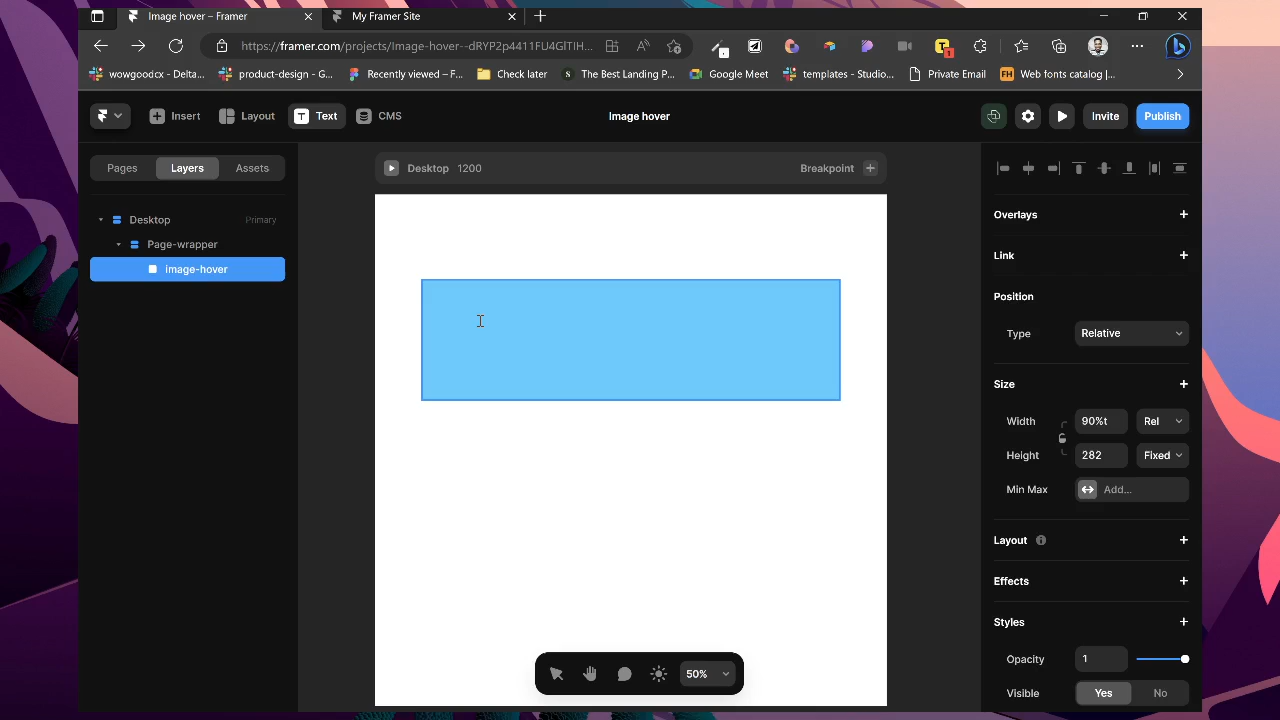 Image hover – Framer
My Framer Site
https://framer.com/projects/Image-hover--dRYP2p4411FU4GlTIH...
wowgoodcx - Delta...
product-design - G...
Recently viewed – F...
Check later
The Best Landing P...
Google Meet
templates - Studio...
Private Email
FH Web fonts catalog |...
Insert
Layout
Text
CMS
Image hover
Invite
Publish
Pages
Layers
Assets
Desktop 1200
Breakpoint
Desktop
Primary
Page-wrapper
image-hover
Overlays
Link
Position
Type
Relative
Size
Width
90%t
Rel
Height
282
Fixed
Min Max
Add...
Layout
Effects
Styles
Opacity
1
Visible
Yes
No
50%